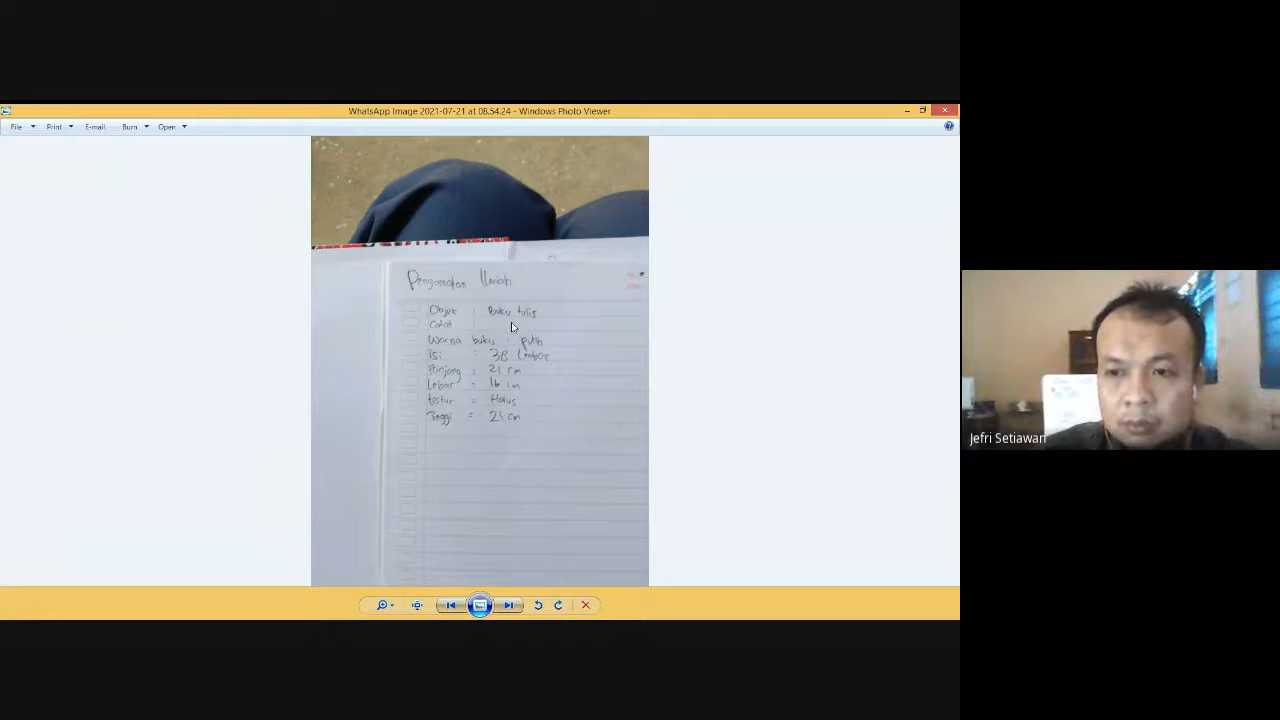 WhatsApp Image 2021-07-21 at 08.54.24 - Windows Photo Viewer
File Print E-mail Burn Open
Pengamatan Ilmiah
Objek : Buku tulis
Catat :
Warna buku : putih
Isi : 38 Lembar
Panjang : 21 cm
Lebar = 16 cm
testur = Halus
Tinggi = 21 cm
Jefri Setiawan